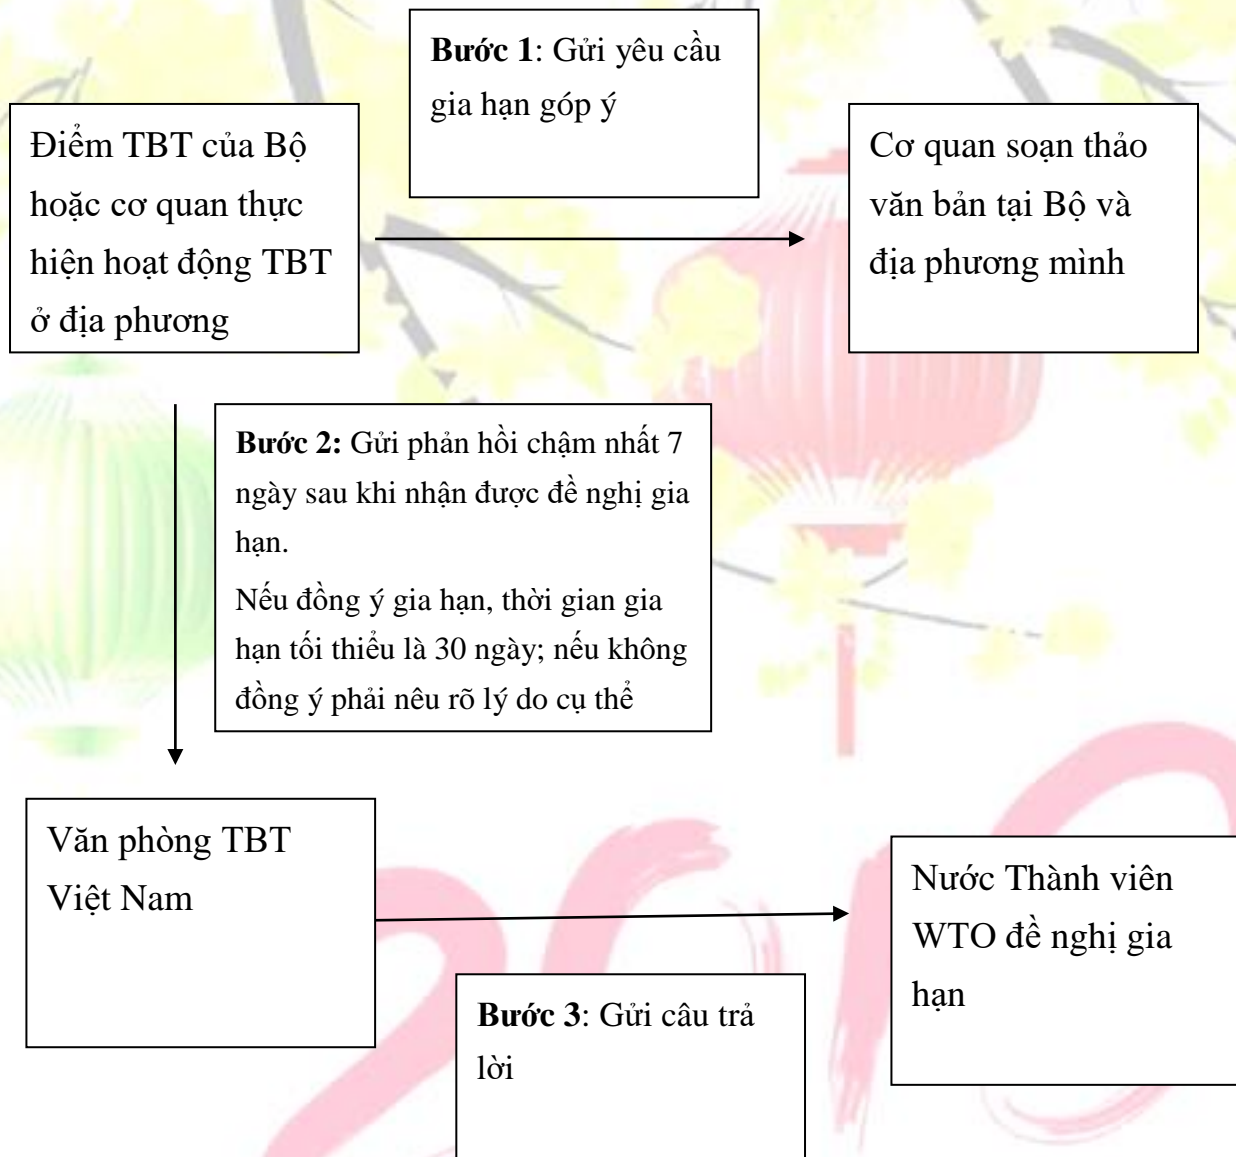 Bước 1: Gửi yêu cầu
gia hạn góp ý
Điểm TBT của Bộ
hoặc cơ quan thực
hiện hoạt động TBT
ở địa phương
Cơ quan soạn thảo
văn bản tại Bộ và
địa phương mình
Bước 2: Gửi phản hồi chậm nhất 7
ngày sau khi nhận được đề nghị gia
hạn.
Nếu đồng ý gia hạn, thời gian gia
hạn tối thiểu là 30 ngày; nếu không
đồng ý phải nêu rõ lý do cụ thể
Văn phòng TBT
Việt Nam
Nước Thành viên
WTO đề nghị gia
hạn
Bước 3: Gửi câu trả
lời